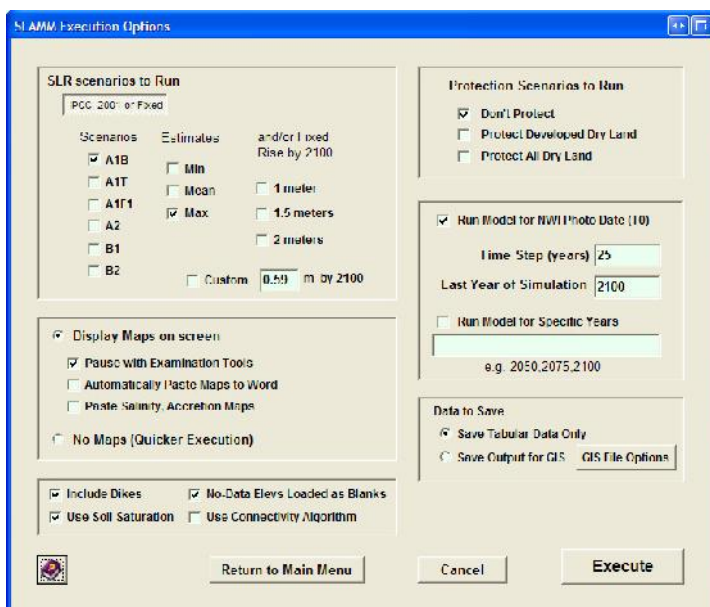 SLAMM Execution Options
SLR scenarios to Run
IPCC 2001 or Fixed
Scenarios
A1B
A1T
A1F1
A2
B1
B2
Estimates
Min
Mean
Max
and/or Fixed
Rise by 2100
1 meter
1.5 meters
2 meters
Custom 0.59 m by 2100
Display Maps on screen
Pause with Examination Tools
Automatically Paste Maps to Word
Paste Salinity, Accretion Maps
No Maps (Quicker Execution)
Include Dikes
No-Data Elevs Loaded as Blanks
Use Soil Saturation
Use Connectivity Algorithm
Protection Scenarios to Run
Don't Protect
Protect Developed Dry Land
Protect All Dry Land
Run Model for NWI Photo Date (T0)
Time Step (years) 25
Last Year of Simulation 2100
Run Model for Specific Years
e.g. 2050,2075,2100
Data to Save
Save Tabular Data Only
Save Output for GIS
GIS File Options
Return to Main Menu
Cancel
Execute